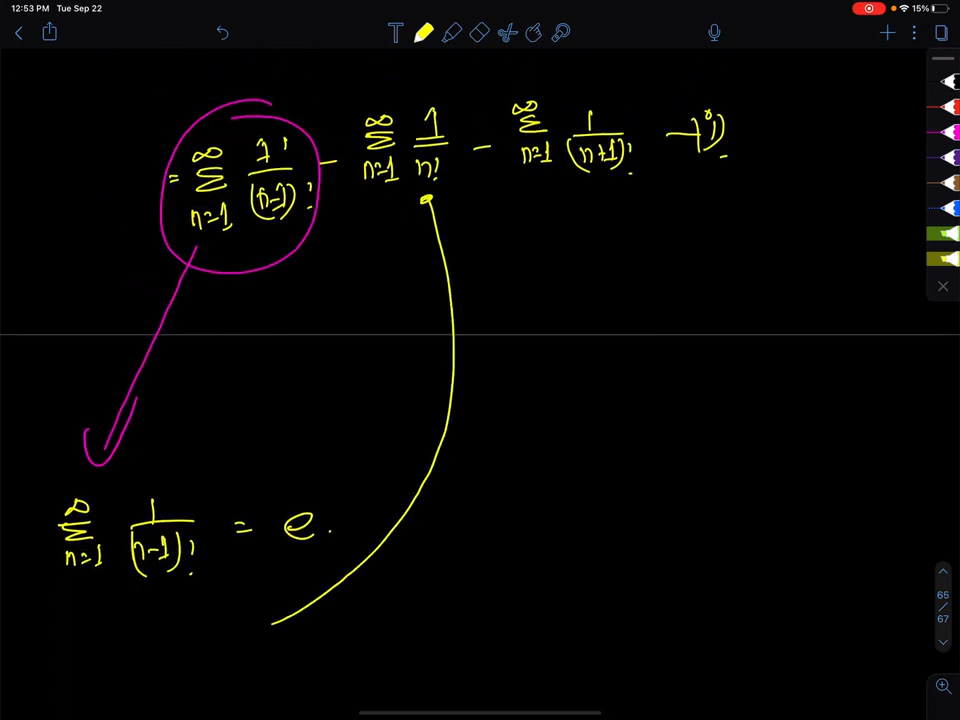 12:53 PM Tue Sep 22
15%
= ∞∑n=1 1/(n-1)! - ∞∑n=1 1/n! - ∞∑n=1 1/(n+1)!
∞∑n=1 1/(n-1)! = e.
65
/
67